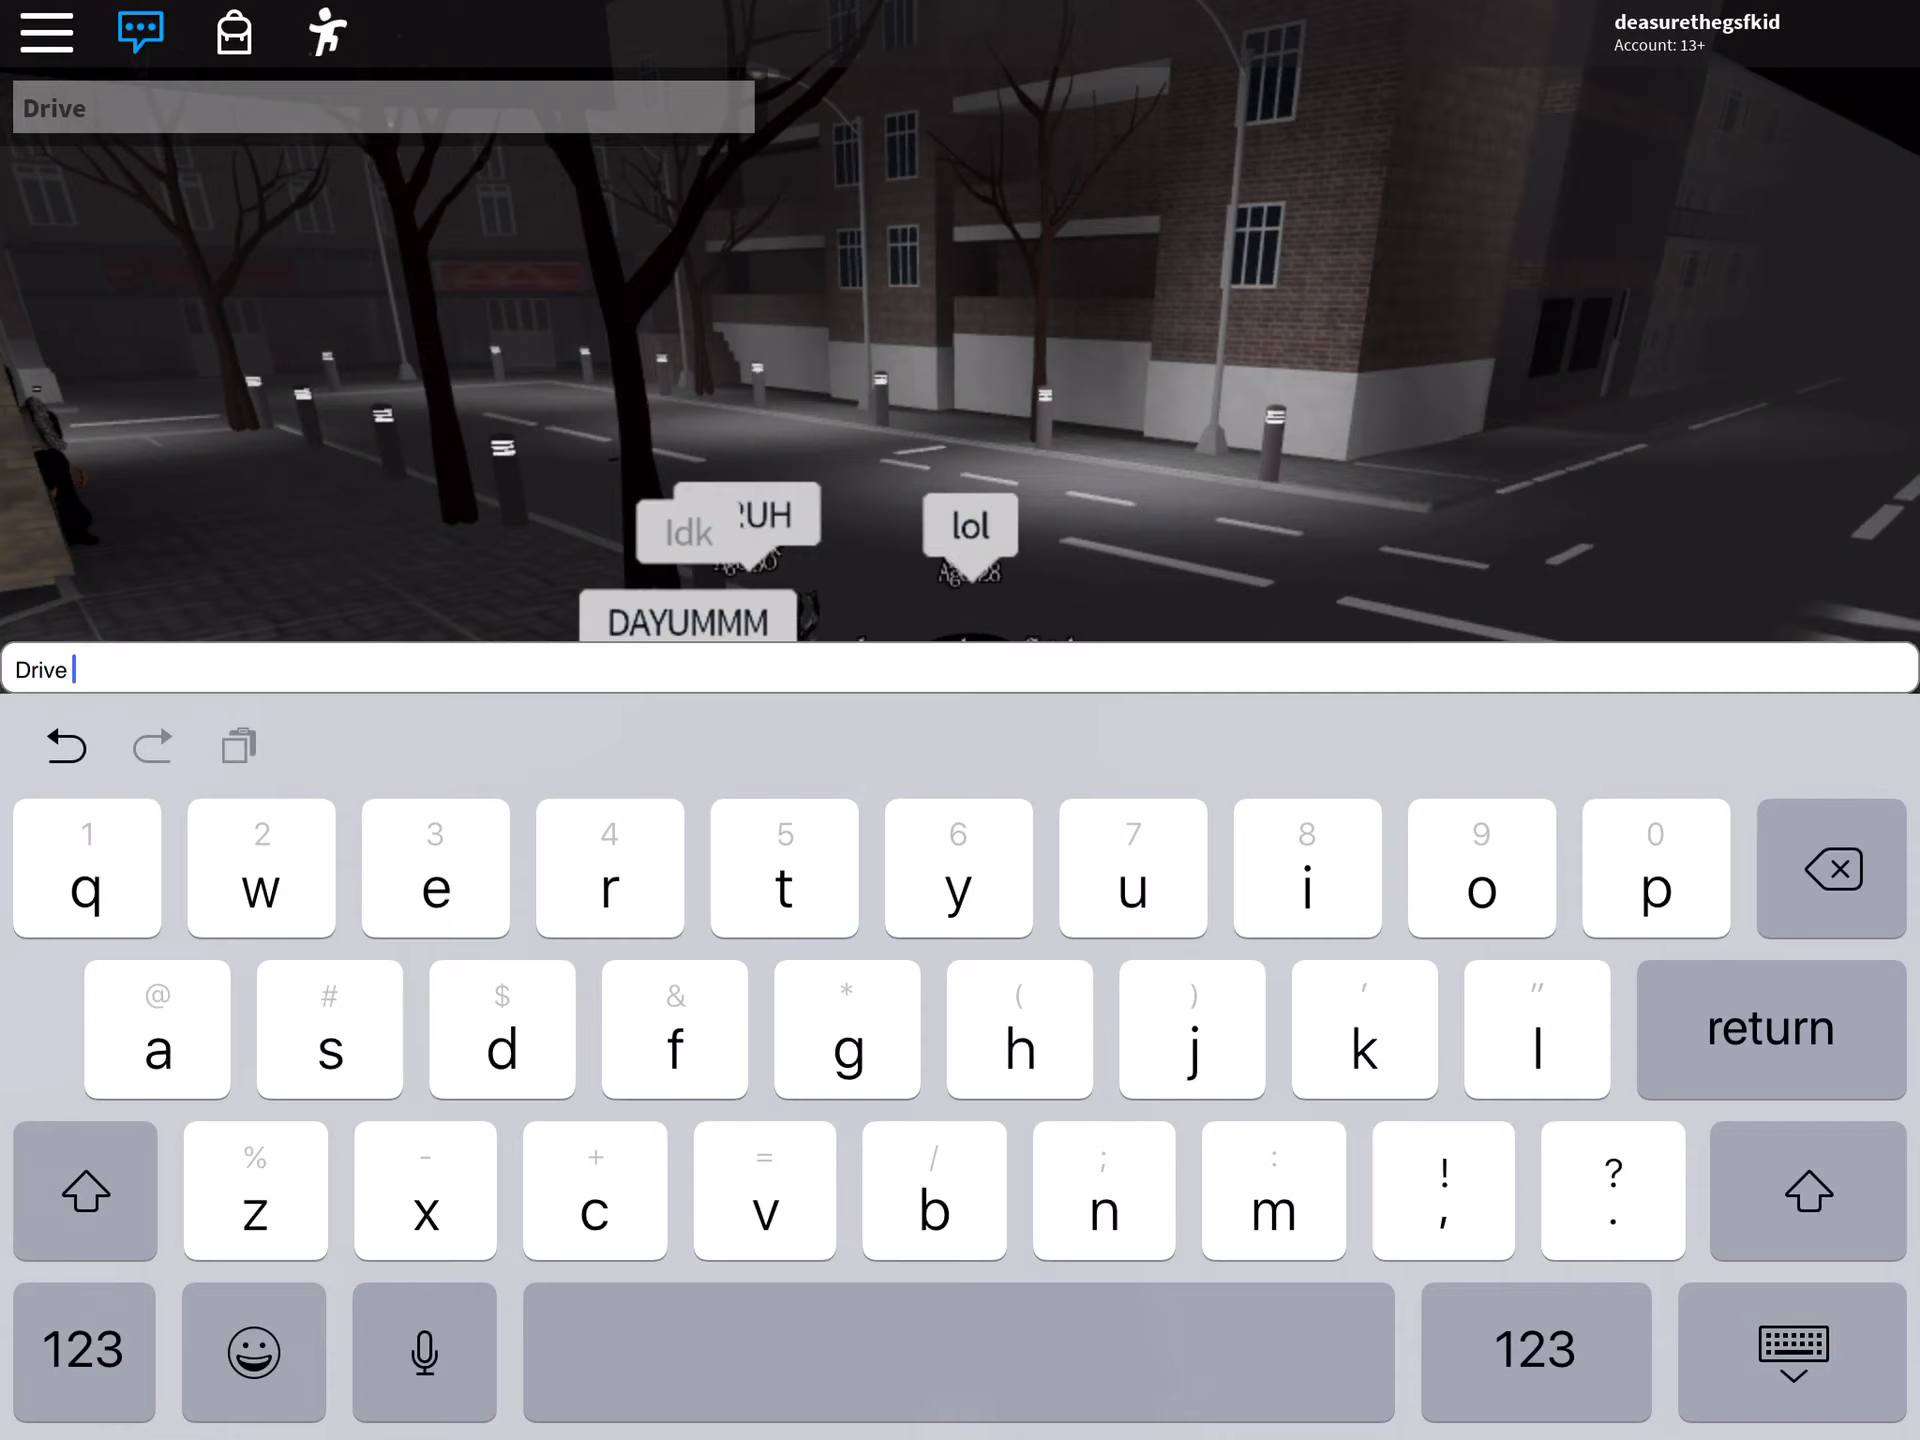 deasurethegsfkid
Account: 13+
Drive
lol
Idk
DAYUMMM
Drive
1 2 3 4 5 6 7 8 9 0
q w e r t y u i o p
@ # $ & * ( ) ' "
a s d f g h j k l return
% - + = / ; : ! ?
z x c v b n m , .
123 123